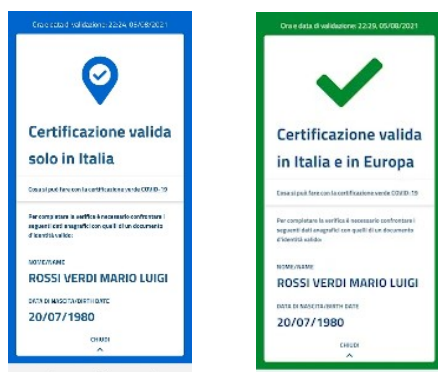 Ora e data di validazione: 22:24, 05/08/2021
Certificazione valida
solo in Italia
Cosa si può fare con la certificazione verde COVID-19
Per completare la verifica è necessario confrontare i
seguenti dati anagrafici con quelli di un documento
d'identità valido:
NOME/NAME
ROSSI VERDI MARIO LUIGI
DATA DI NASCITA/BIRTH DATE
20/07/1980
CHIUDI
Ora e data di validazione: 22:29, 05/08/2021
Certificazione valida
in Italia e in Europa
Cosa si può fare con la certificazione verde COVID-19
Per completare la verifica è necessario confrontare i
seguenti dati anagrafici con quelli di un documento
d'identità valido:
NOME/NAME
ROSSI VERDI MARIO LUIGI
DATA DI NASCITA/BIRTH DATE
20/07/1980
CHIUDI